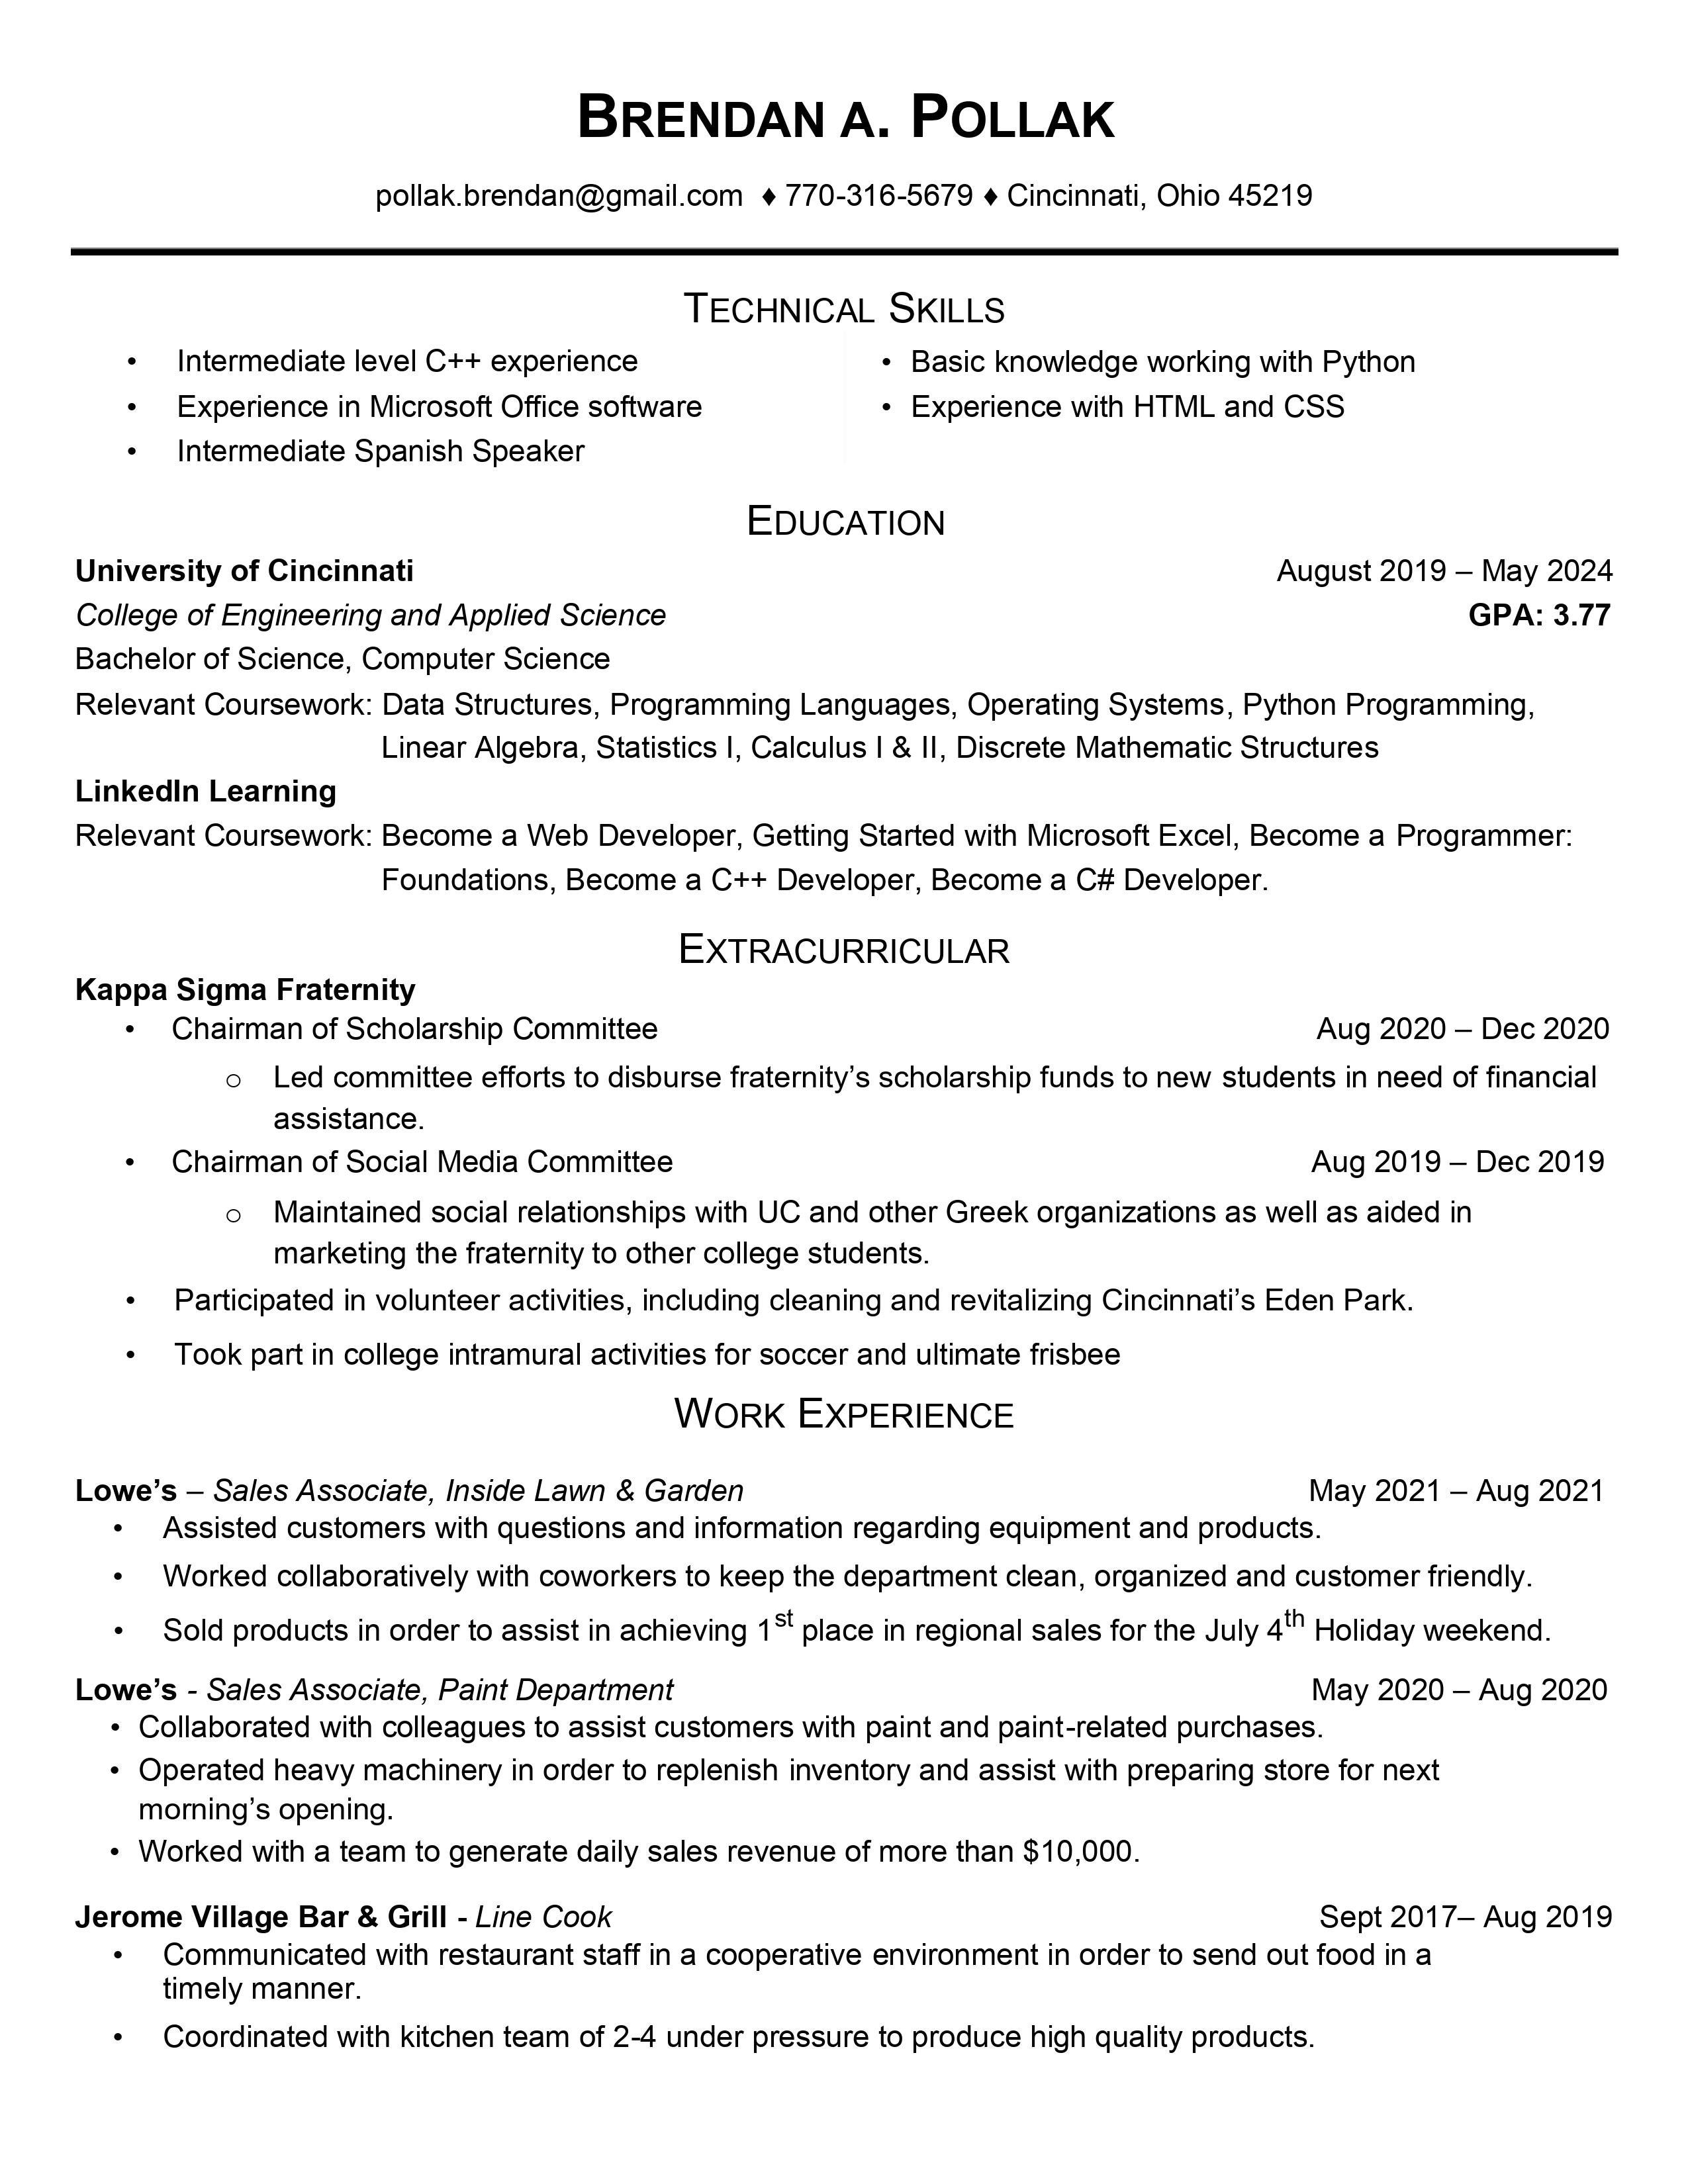 BRENDAN A. POLLAK
pollak.brendan@gmail.com ♦ 770-316-5679 ♦ Cincinnati, Ohio 45219
TECHNICAL SKILLS
• Intermediate level C++ experience
• Experience in Microsoft Office software
• Intermediate Spanish Speaker
• Basic knowledge working with Python
• Experience with HTML and CSS
EDUCATION
University of Cincinnati August 2019 – May 2024
College of Engineering and Applied Science GPA: 3.77
Bachelor of Science, Computer Science
Relevant Coursework: Data Structures, Programming Languages, Operating Systems, Python Programming,
Linear Algebra, Statistics I, Calculus I & II, Discrete Mathematic Structures
LinkedIn Learning
Relevant Coursework: Become a Web Developer, Getting Started with Microsoft Excel, Become a Programmer:
Foundations, Become a C++ Developer, Become a C# Developer.
EXTRACURRICULAR
Kappa Sigma Fraternity
• Chairman of Scholarship Committee Aug 2020 – Dec 2020
o Led committee efforts to disburse fraternity’s scholarship funds to new students in need of financial
assistance.
• Chairman of Social Media Committee Aug 2019 – Dec 2019
o Maintained social relationships with UC and other Greek organizations as well as aided in
marketing the fraternity to other college students.
• Participated in volunteer activities, including cleaning and revitalizing Cincinnati’s Eden Park.
• Took part in college intramural activities for soccer and ultimate frisbee
WORK EXPERIENCE
Lowe’s – Sales Associate, Inside Lawn & Garden May 2021 – Aug 2021
• Assisted customers with questions and information regarding equipment and products.
• Worked collaboratively with coworkers to keep the department clean, organized and customer friendly.
• Sold products in order to assist in achieving 1st place in regional sales for the July 4th Holiday weekend.
Lowe’s - Sales Associate, Paint Department May 2020 – Aug 2020
• Collaborated with colleagues to assist customers with paint and paint-related purchases.
• Operated heavy machinery in order to replenish inventory and assist with preparing store for next
morning’s opening.
• Worked with a team to generate daily sales revenue of more than $10,000.
Jerome Village Bar & Grill - Line Cook Sept 2017– Aug 2019
• Communicated with restaurant staff in a cooperative environment in order to send out food in a
timely manner.
• Coordinated with kitchen team of 2-4 under pressure to produce high quality products.